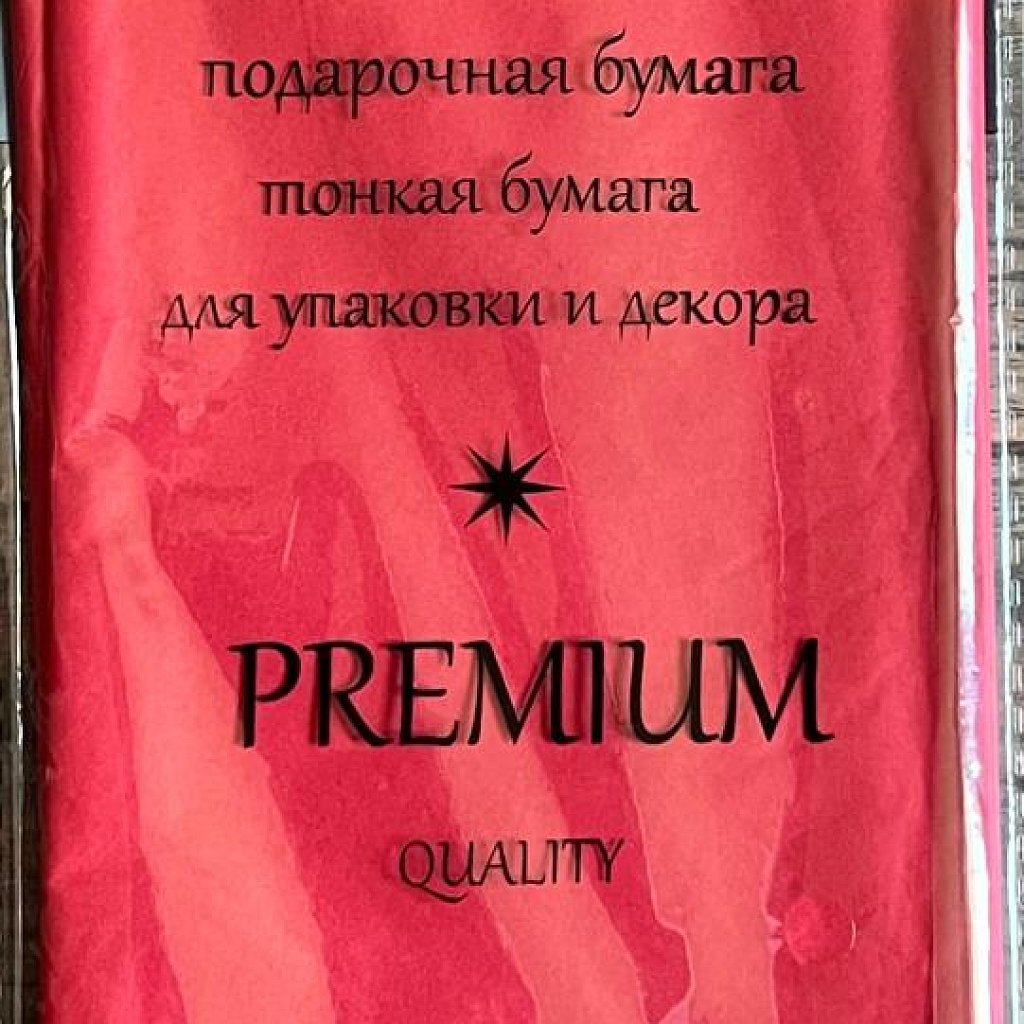 подарочная бумага
тонкая бумага
для упаковки и декора
PREMIUM
QUALITY